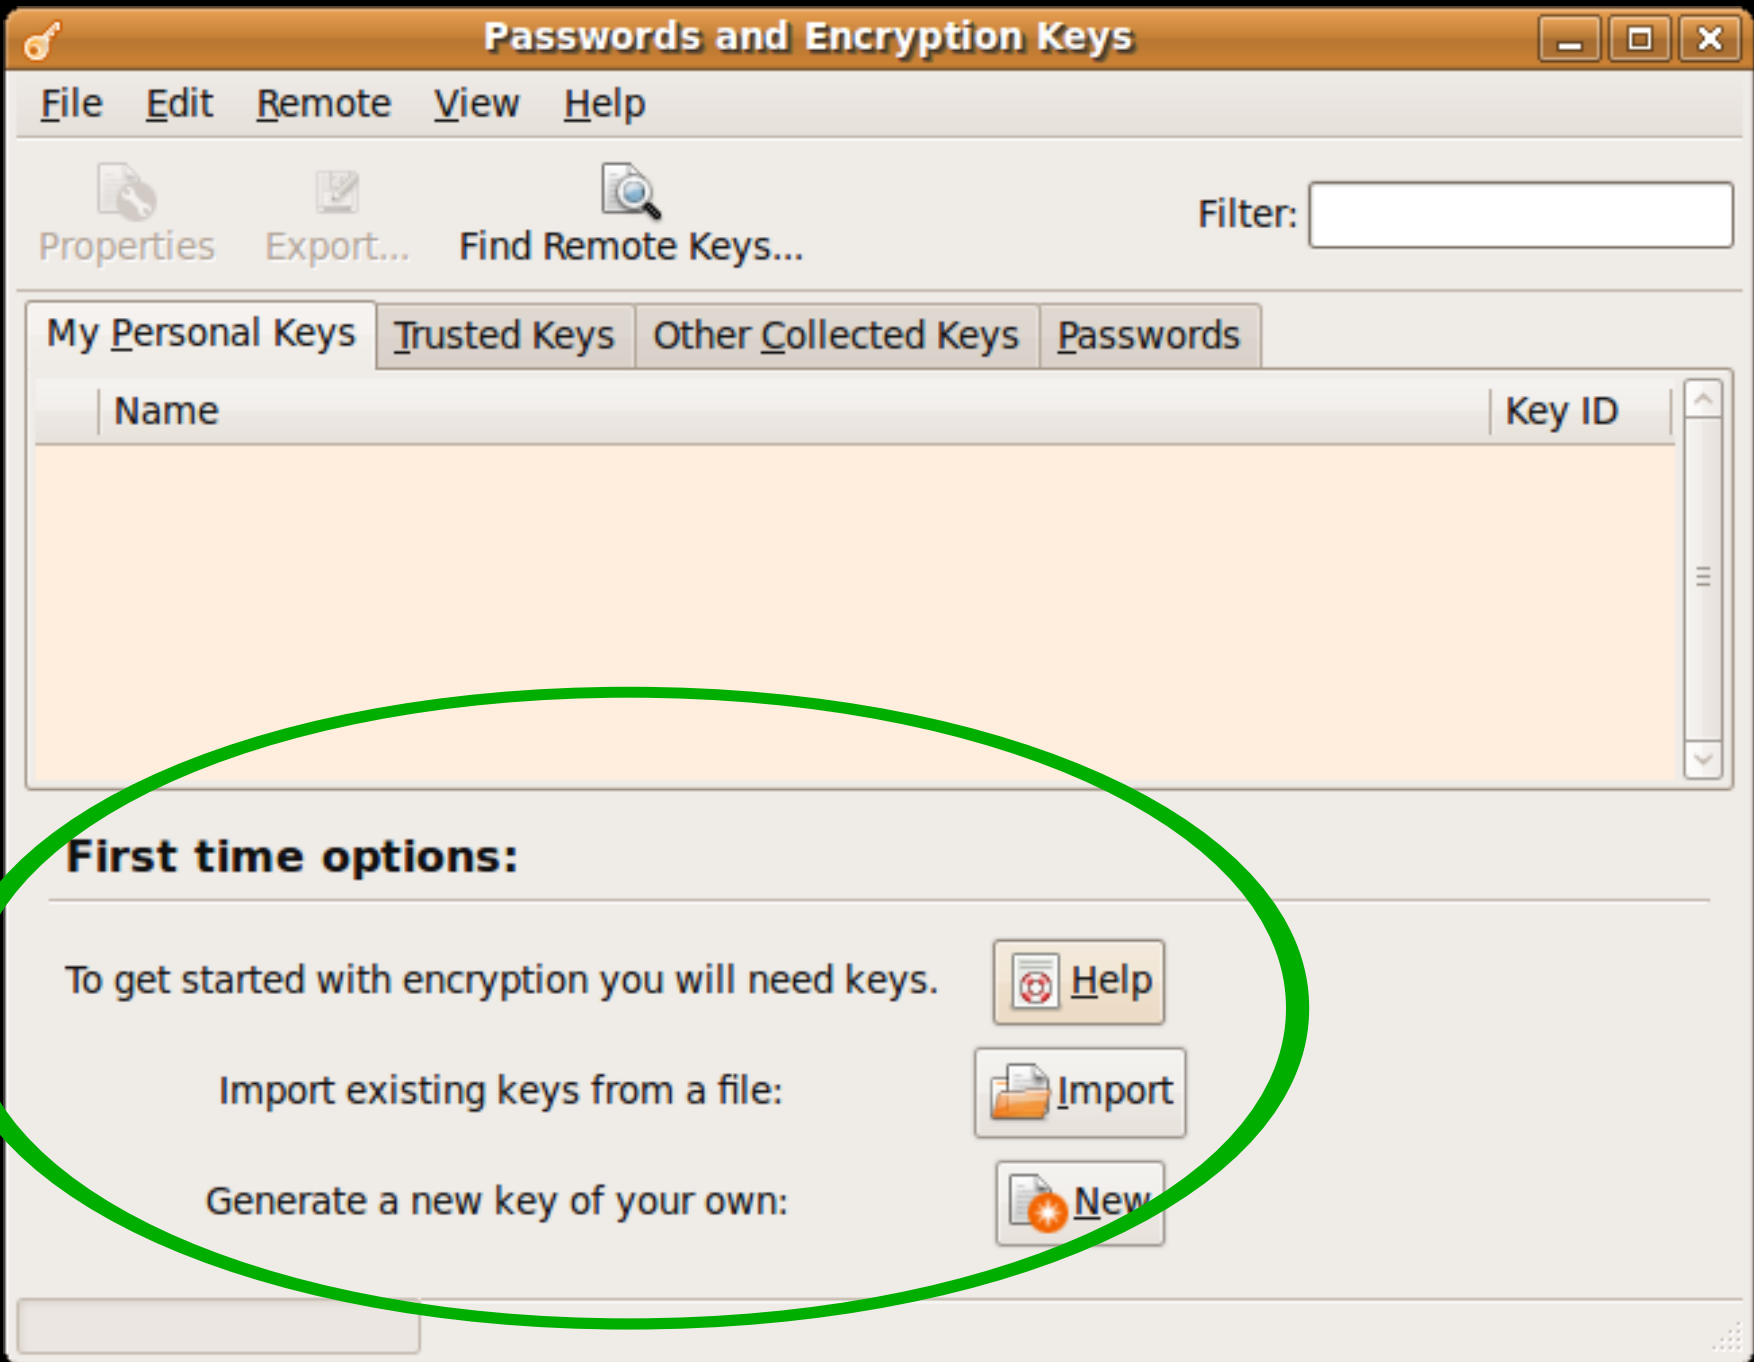 Passwords and Encryption Keys
File Edit Remote View Help
Properties Export... Find Remote Keys... Filter:
My Personal Keys Trusted Keys Other Collected Keys Passwords
Name Key ID
First time options:
To get started with encryption you will need keys. Help
Import existing keys from a file: Import
Generate a new key of your own: New